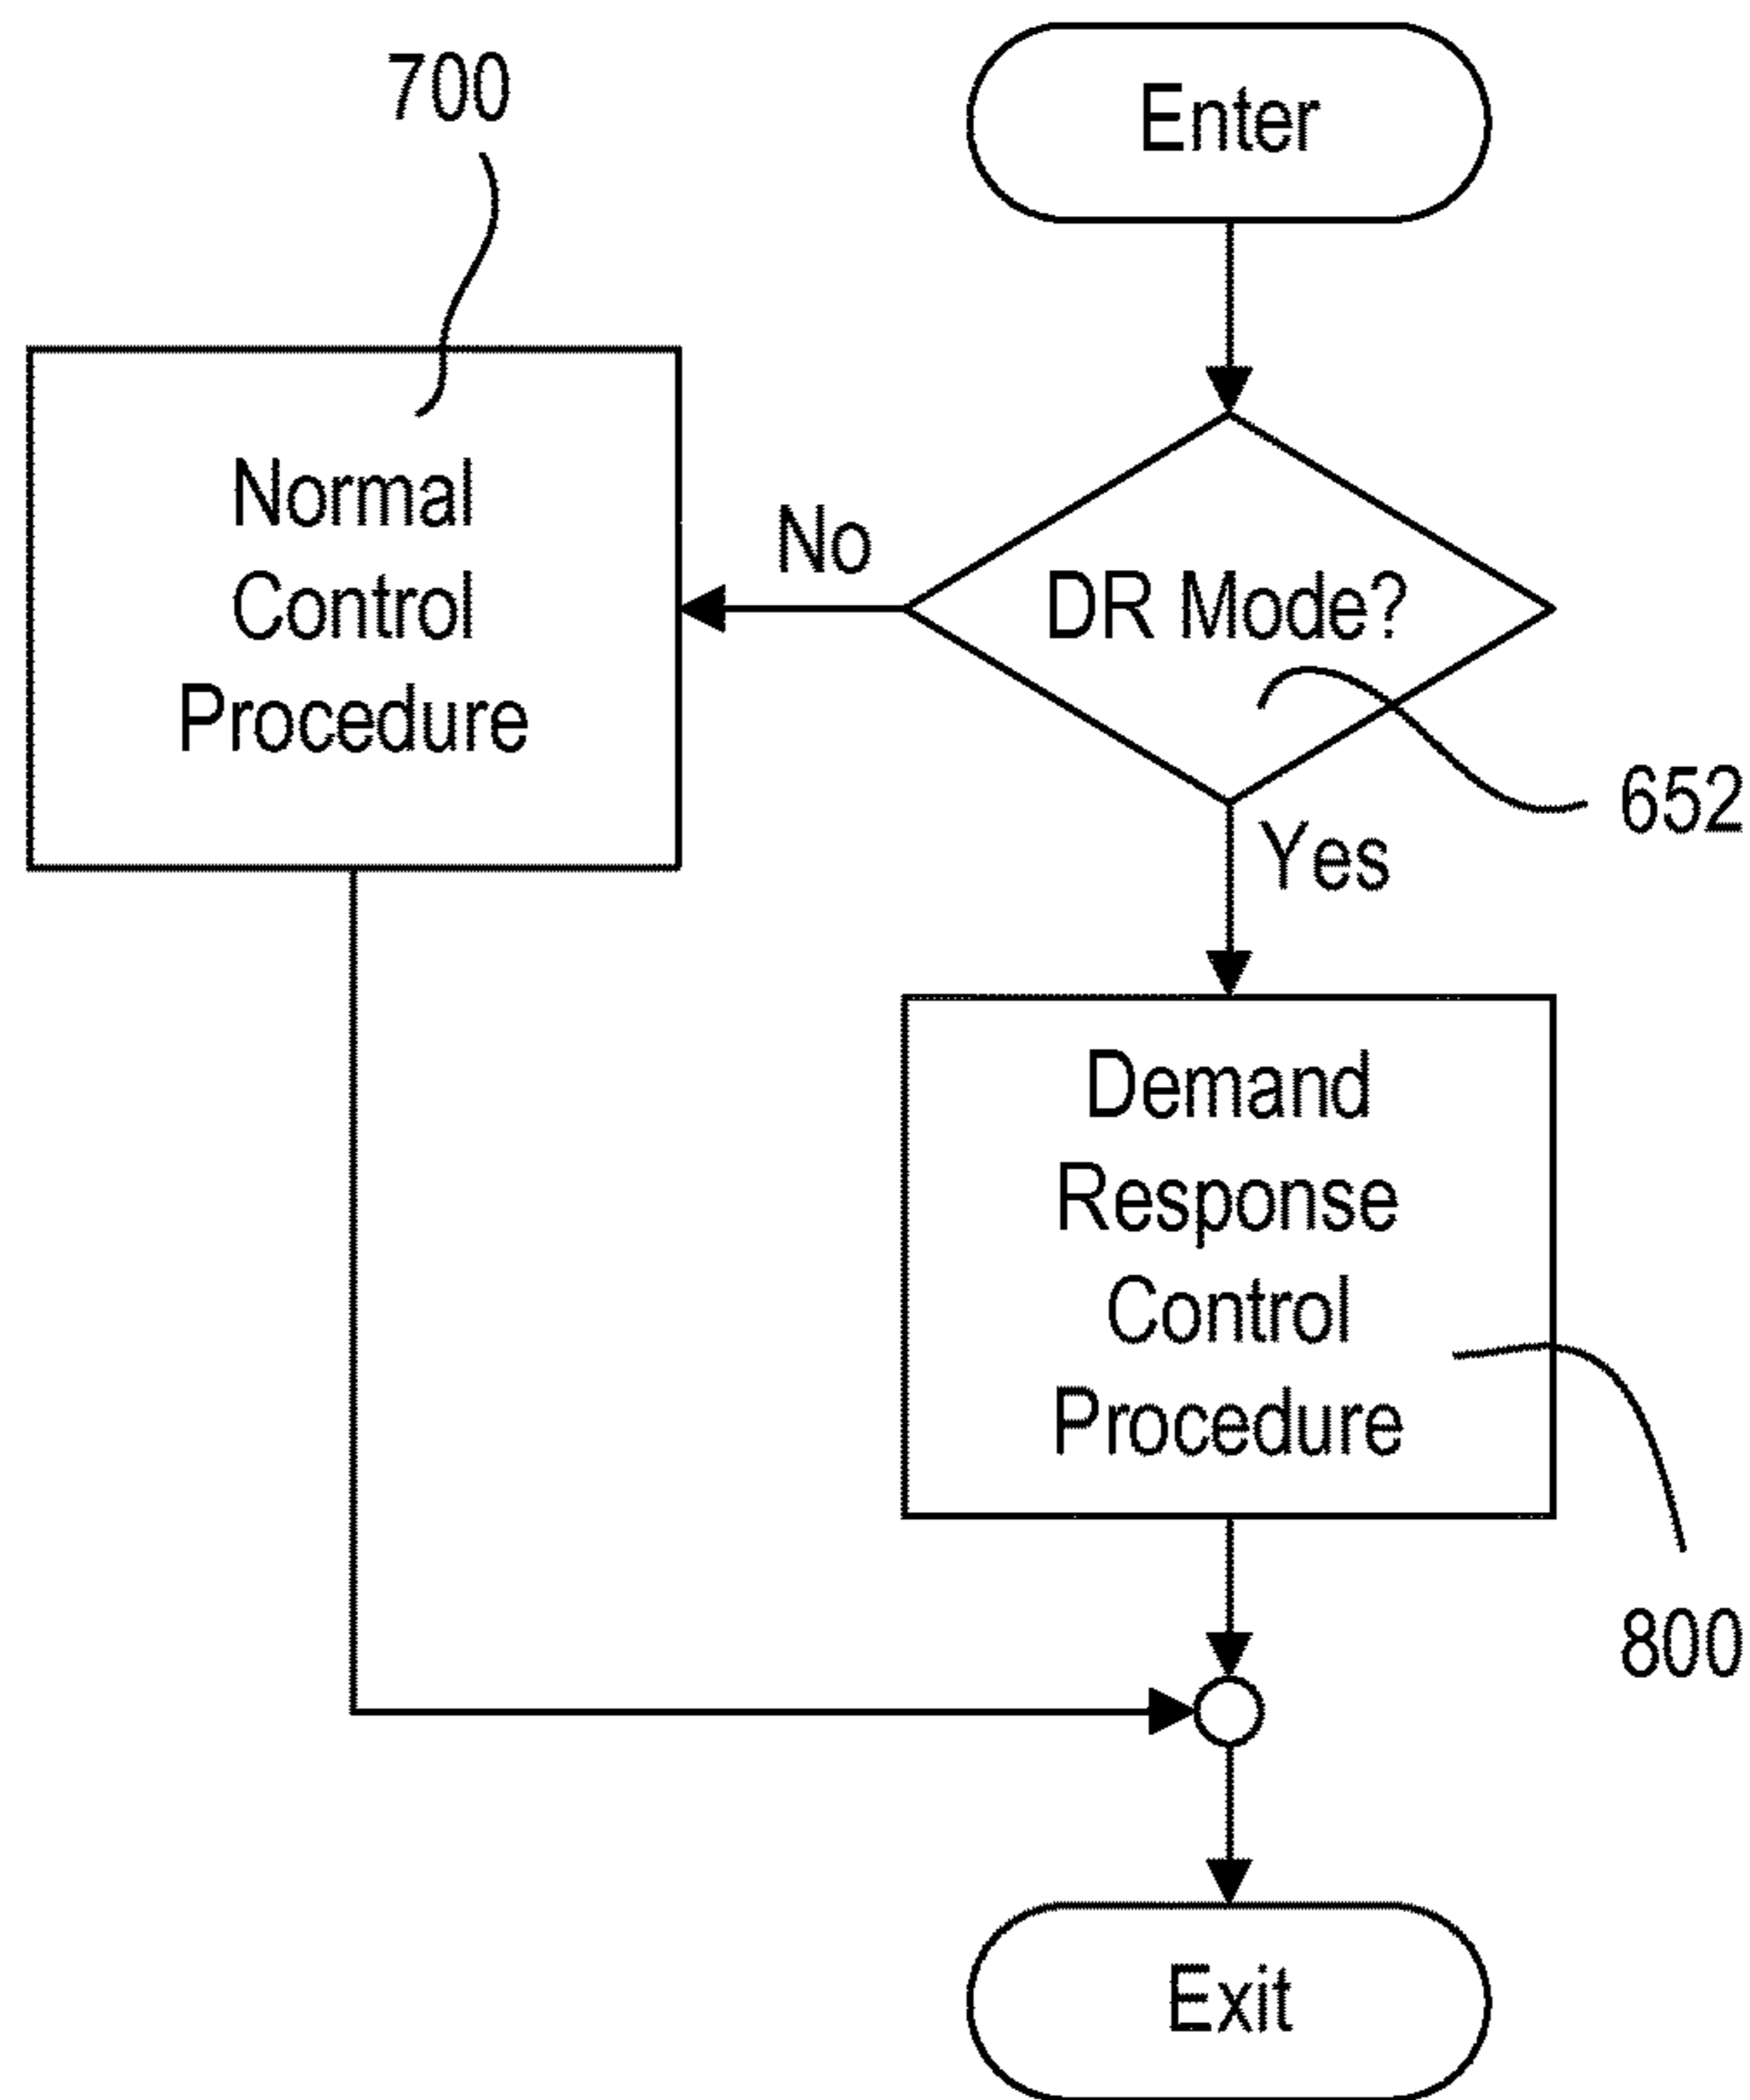 700
Enter
Normal
Control
Procedure
No
DR Mode?
652
Yes
Demand
Response
Control
Procedure
800
Exit